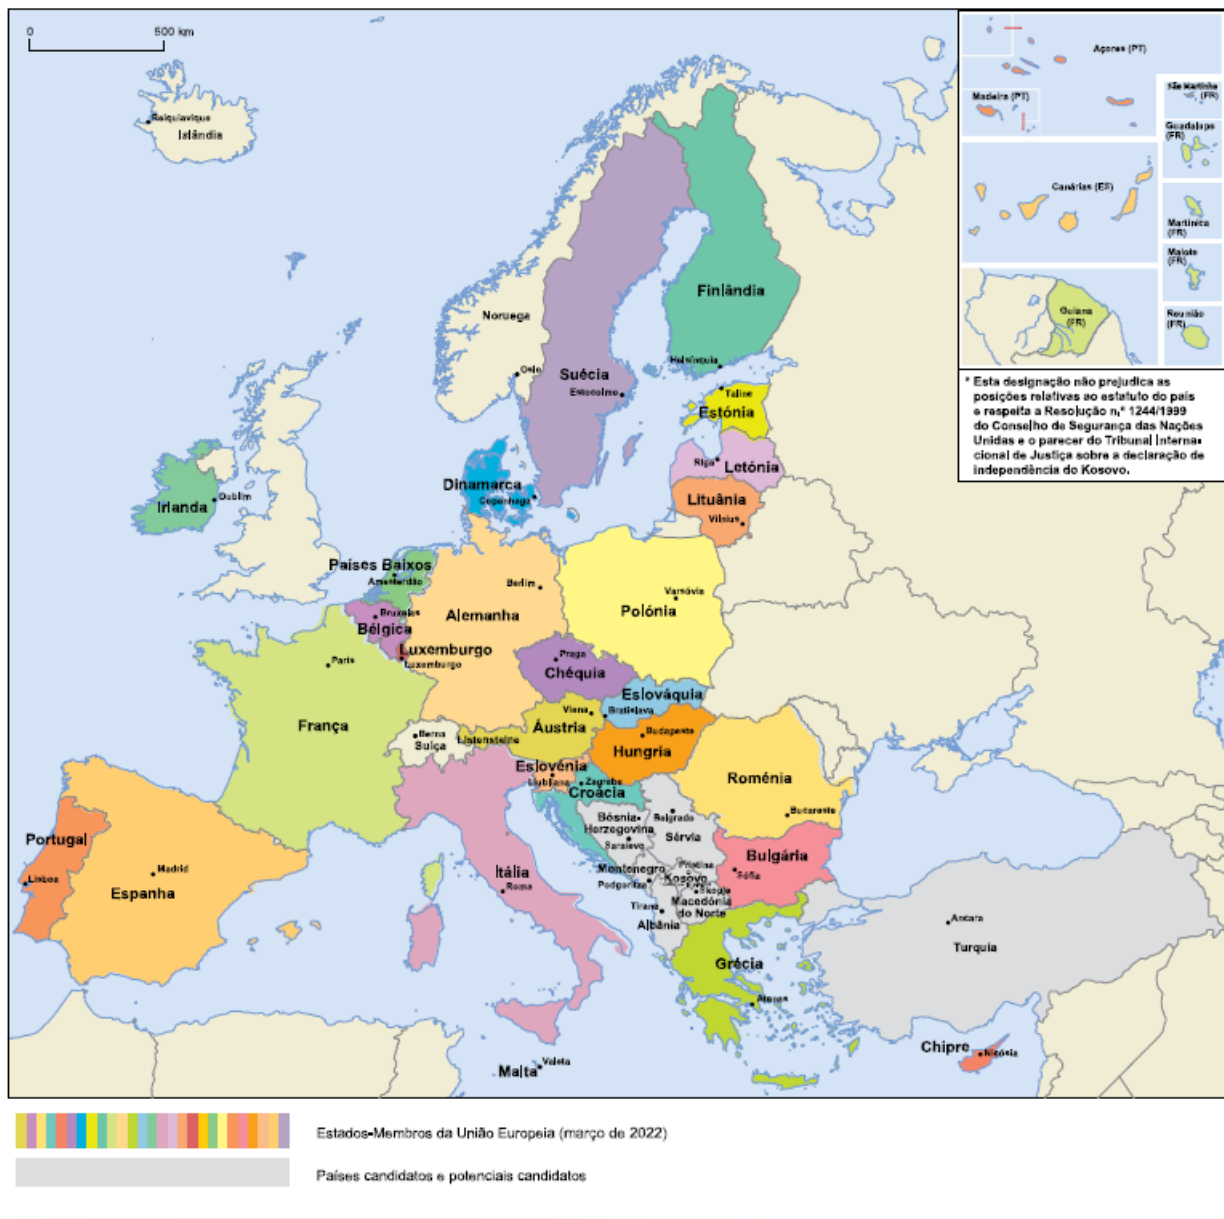 0 500 km
Reiquiavique
Islândia
Açores (PT)
Madeira (PT)
São Martinho
(FR)
Guadalupe
(FR)
Canárias (ES)
Martinica
(FR)
Maiote
(FR)
Guiana
(FR)
Reunião
(FR)
* Esta designação não prejudica as
posições relativas ao estatuto do país
e respeita a Resolução n.° 1244/1999
do Conselho de Segurança das Nações
Unidas e o parecer do Tribunal Interna-
cional de Justiça sobre a declaração de
independência do Kosovo.
Finlândia
Noruega
Helsínquia
Oslo
Suécia
Estocolmo
Taline
Estónia
Riga
Letónia
Dinamarca
Copenhaga
Lituânia
Vílnius
Dublim
Irlanda
Países Baixos
Amesterdão
Berlim
Varsóvia
Polónia
Alemanha
Bruxelas
Bélgica
Luxemburgo
Luxemburgo
Paris
Praga
Chéquia
Eslováquia
Bratislava
Viena
Áustria
França
Berna
Suíça
Listenstaine
Budapeste
Hungria
Eslovénia
Liubliana
Zagrebe
Croácia
Roménia
Bucareste
Bósnia-
Herzegovina
Saraievo
Belgrado
Sérvia
Portugal
Lisboa
Madrid
Espanha
Itália
Roma
Montenegro
Podgoritza
Pristina
Kosovo
Bulgária
Sófia
Skopje
Macedónia
do Norte
Tirana
Albânia
Ancara
Turquia
Grécia
Atenas
Chipre
Nicósia
Malta
Valeta
Estados-Membros da União Europeia (março de 2022)
Países candidatos e potenciais candidatos